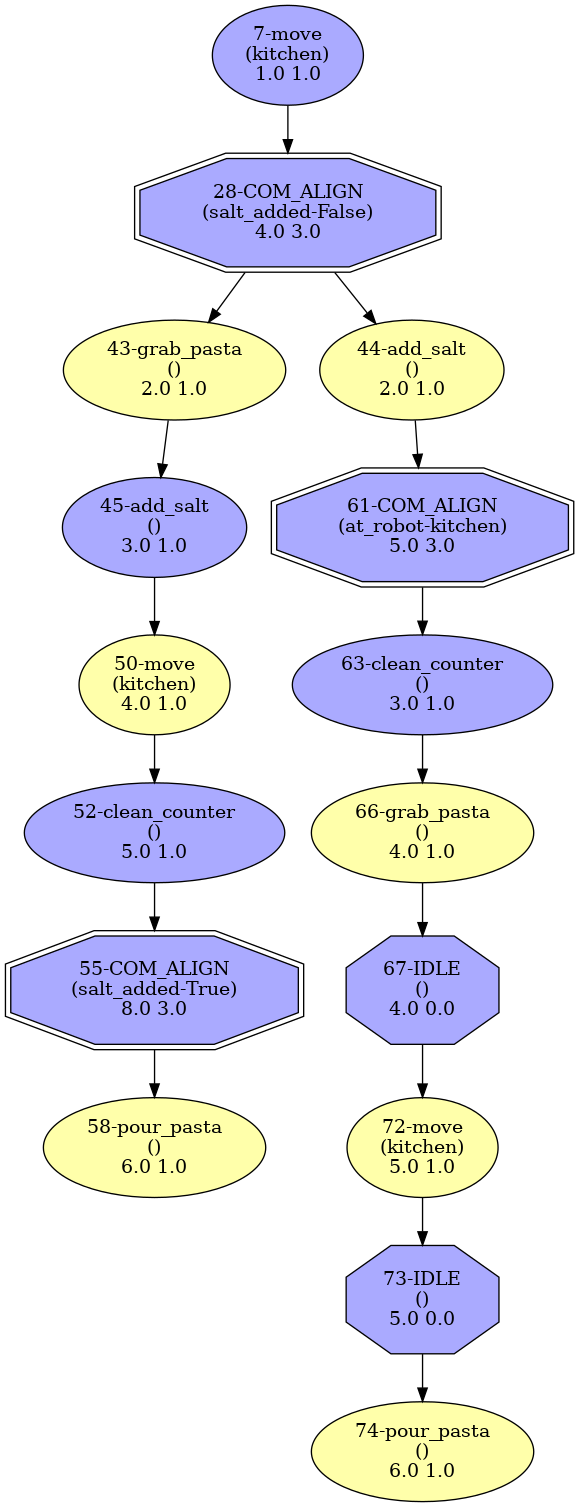 7-move
(kitchen)
1.0 1.0
28-COM_ALIGN
(salt_added-False)
4.0 3.0
43-grab_pasta
()
2.0 1.0
44-add_salt
()
2.0 1.0
45-add_salt
()
3.0 1.0
61-COM_ALIGN
(at_robot-kitchen)
5.0 3.0
50-move
(kitchen)
4.0 1.0
63-clean_counter
()
3.0 1.0
52-clean_counter
()
5.0 1.0
66-grab_pasta
()
4.0 1.0
55-COM_ALIGN
(salt_added-True)
8.0 3.0
67-IDLE
()
4.0 0.0
58-pour_pasta
()
6.0 1.0
72-move
(kitchen)
5.0 1.0
73-IDLE
()
5.0 0.0
74-pour_pasta
()
6.0 1.0